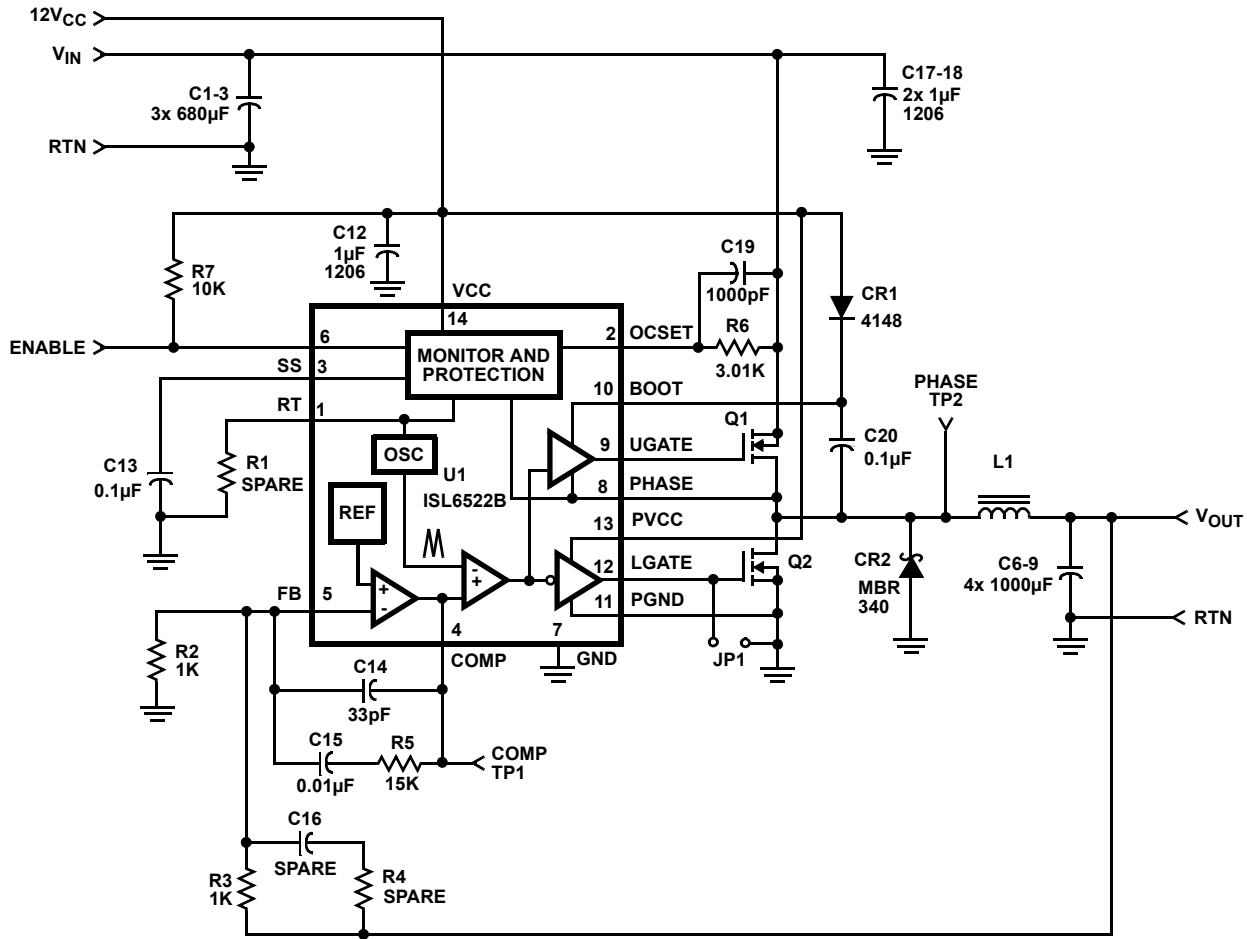 12VCC
VIN
C1-3
3x 680µF
RTN
C17-18
2x 1µF
1206
C12
1µF
1206
R7
10K
C19
1000pF
CR1
4148
VCC
14
ENABLE
6
MONITOR AND
PROTECTION
2
OCSET
R6
3.01K
SS
3
RT
1
10
BOOT
PHASE
TP2
Q1
C13
0.1µF
R1
SPARE
OSC
U1
ISL6522B
9
UGATE
C20
0.1µF
L1
8
PHASE
REF
13
PVCC
VOUT
12
LGATE
Q2
CR2
MBR
340
C6-9
4x 1000µF
+
-
-
+
FB
5
11
PGND
RTN
4
COMP
7
GND
JP1
R2
1K
C14
33pF
C15
0.01µF
R5
15K
COMP
TP1
C16
SPARE
R3
1K
R4
SPARE